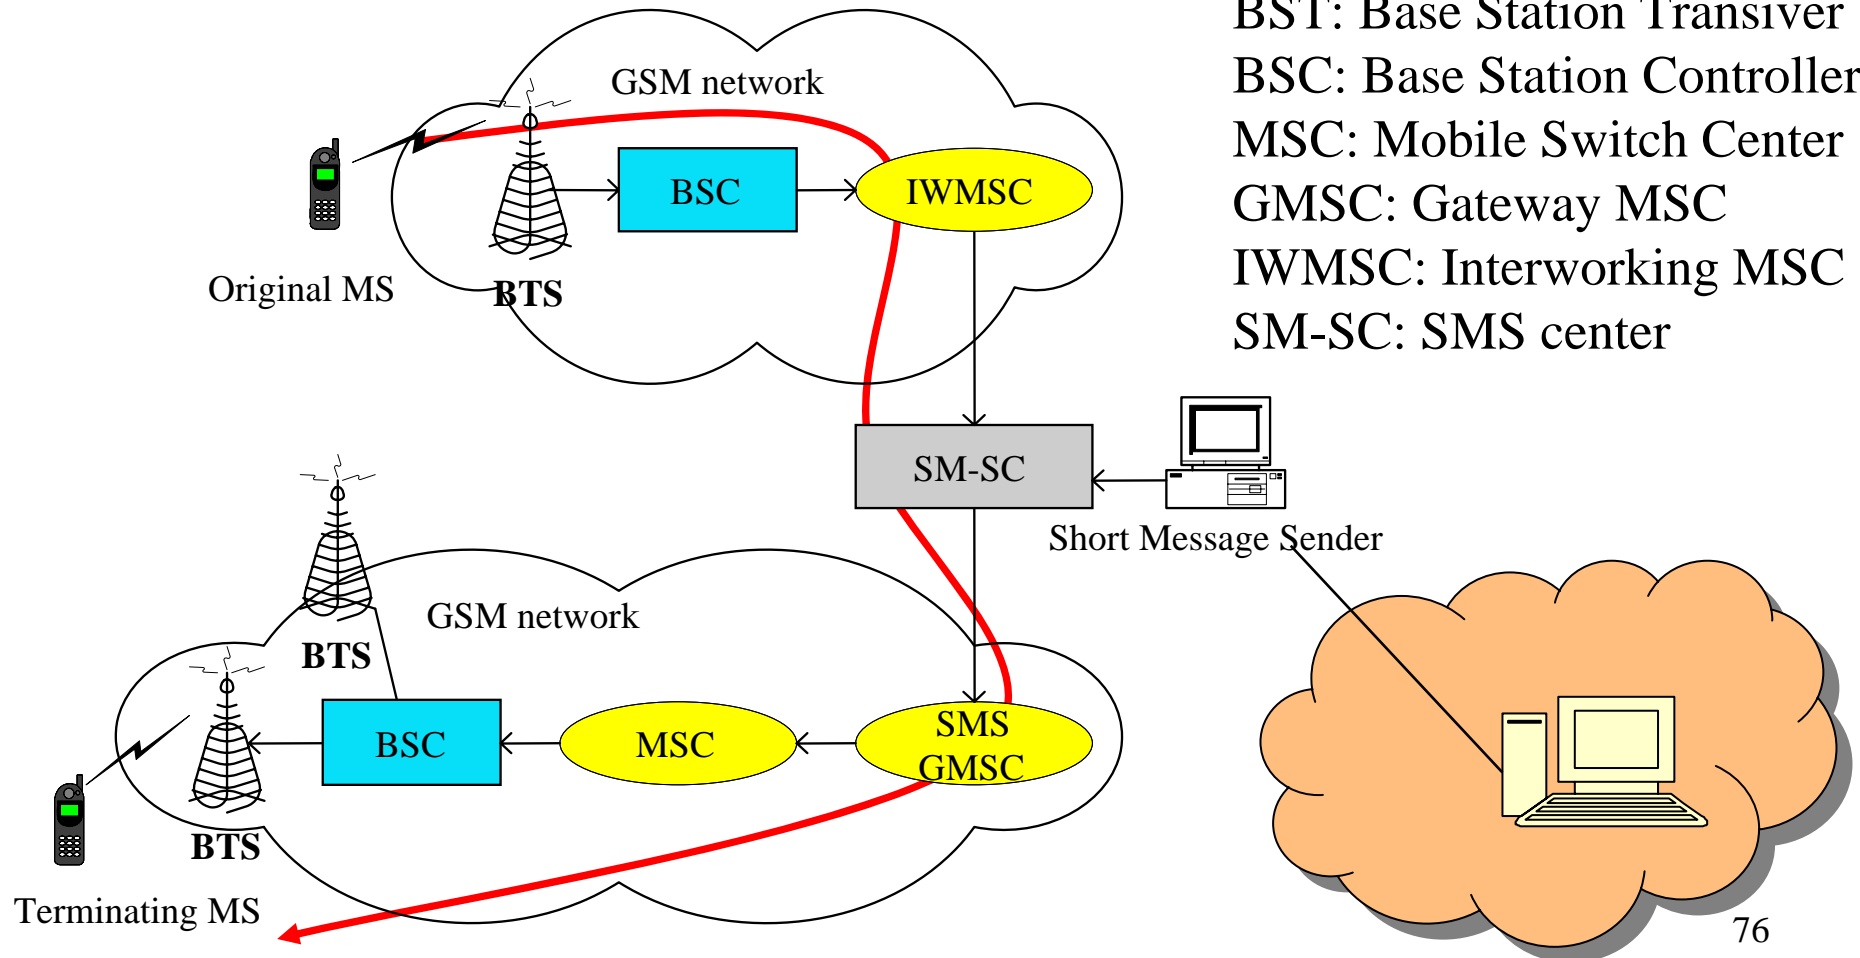 BST: Base Station Transiver
BSC: Base Station Controller
MSC: Mobile Switch Center
GMSC: Gateway MSC
IWMSC: Interworking MSC
SM-SC: SMS center
GSM network
BSC
IWMSC
Original MS
BTS
SM-SC
Short Message Sender
GSM network
BTS
BSC
MSC
SMS
GMSC
BTS
Terminating MS
76